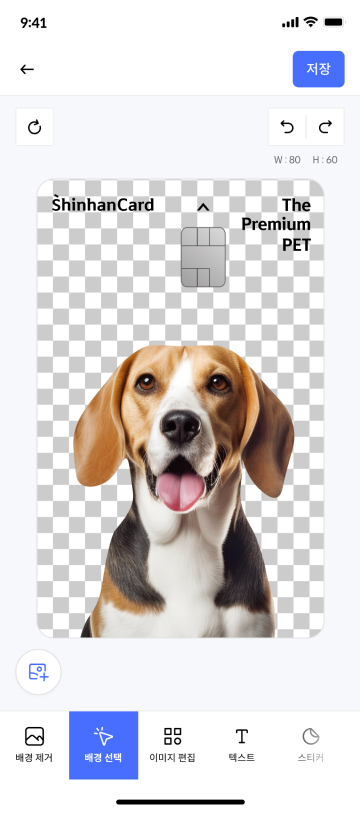 9:41
저장
W : 80 H : 60
ShinhanCard
The
Premium
PET
배경 제거
배경 선택
이미지 편집
텍스트
스티커